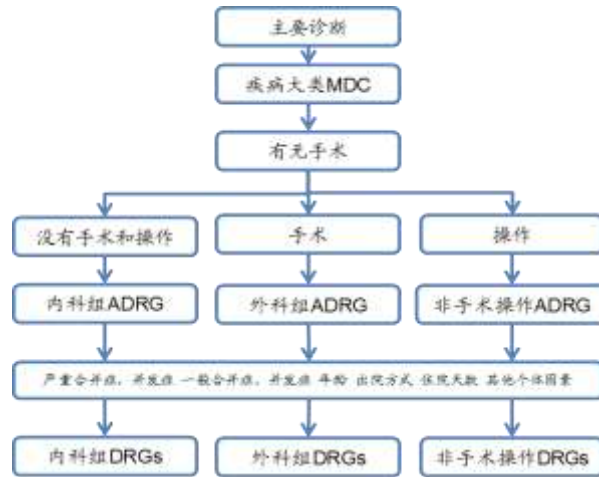 主要诊断
疾病大类MDC
有无手术
没有手术和操作 手术 操作
内科组ADRG 外科组ADRG 非手术操作ADRG
严重合并症，并发症 一般合并症，并发症 年龄 出院方式 住院天数 其他个体因素
内科组DRGs 外科组DRGs 非手术操作DRGs